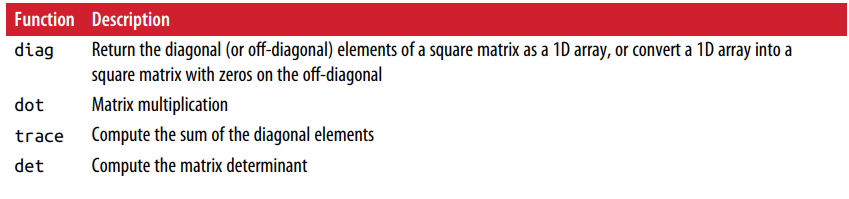 Function Description
diag Return the diagonal (or off-diagonal) elements of a square matrix as a 1D array, or convert a 1D array into a
square matrix with zeros on the off-diagonal
dot Matrix multiplication
trace Compute the sum of the diagonal elements
det Compute the matrix determinant